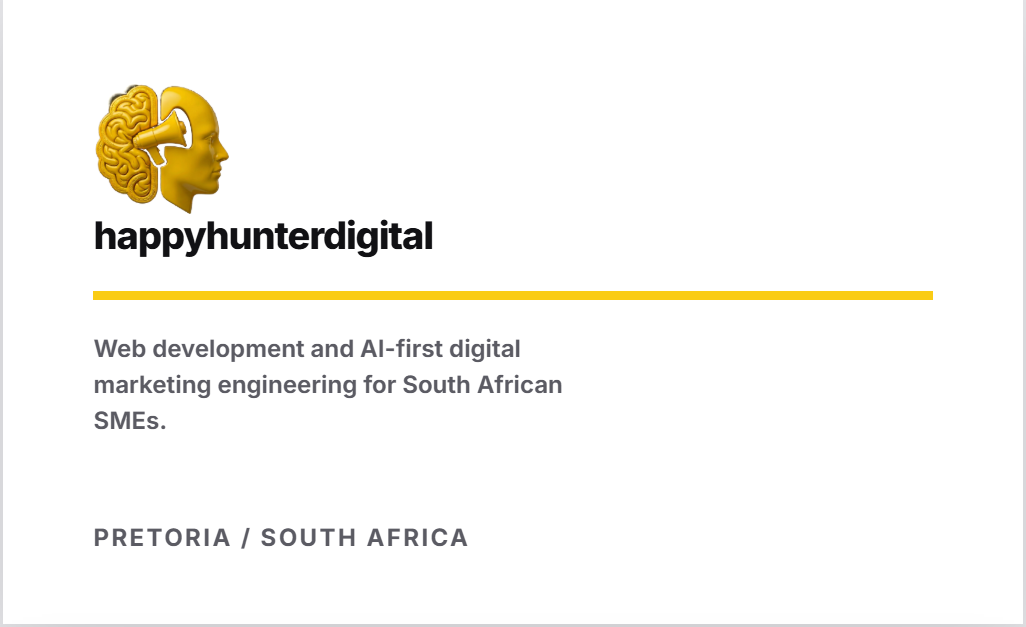 happyhunterdigital
Web development and AI-first digital
marketing engineering for South African
SMEs.
PRETORIA / SOUTH AFRICA